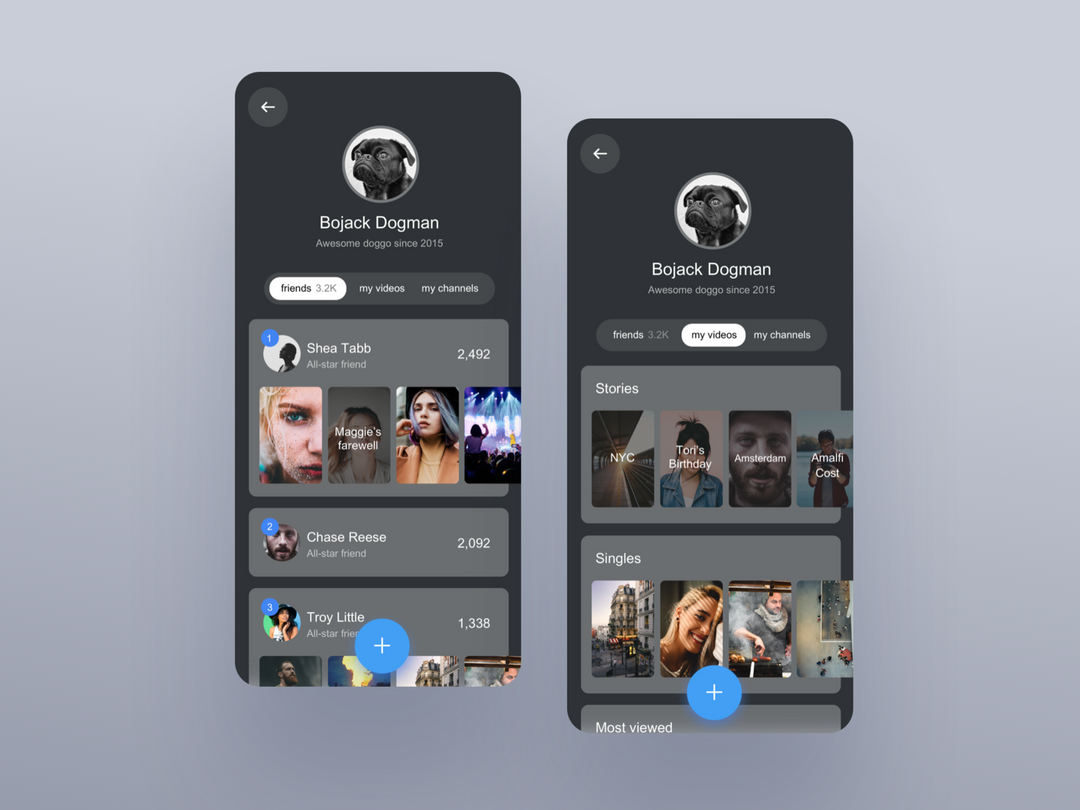 Bojack Dogman
Awesome doggo since 2015
friends 3.2K my videos my channels
1
Shea Tabb
All-star friend
2,492
Maggie's
farewell
2
Chase Reese
All-star friend
2,092
3
Troy Little
All-star frie
1,338
Bojack Dogman
Awesome doggo since 2015
friends 3.2K my videos my channels
Stories
NYC
Tori's
Birthday
Amsterdam
Amalfi
Cost
Singles
Most viewed